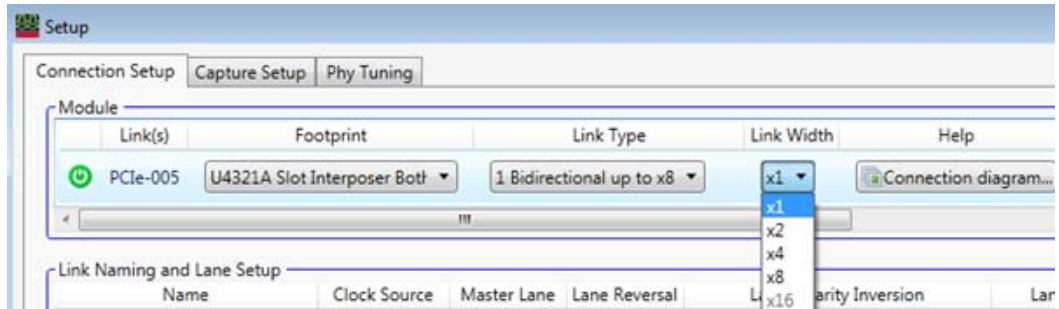 Setup
Connection Setup Capture Setup Phy Tuning
Module
Link(s) Footprint Link Type Link Width Help
PCIe-005 U4321A Slot Interposer Both 1 Bidirectional up to x8 x1 Connection diagram...
x1
x2
x4
x8
x16
Link Naming and Lane Setup
Name Clock Source Master Lane Lane Reversal arity Inversion